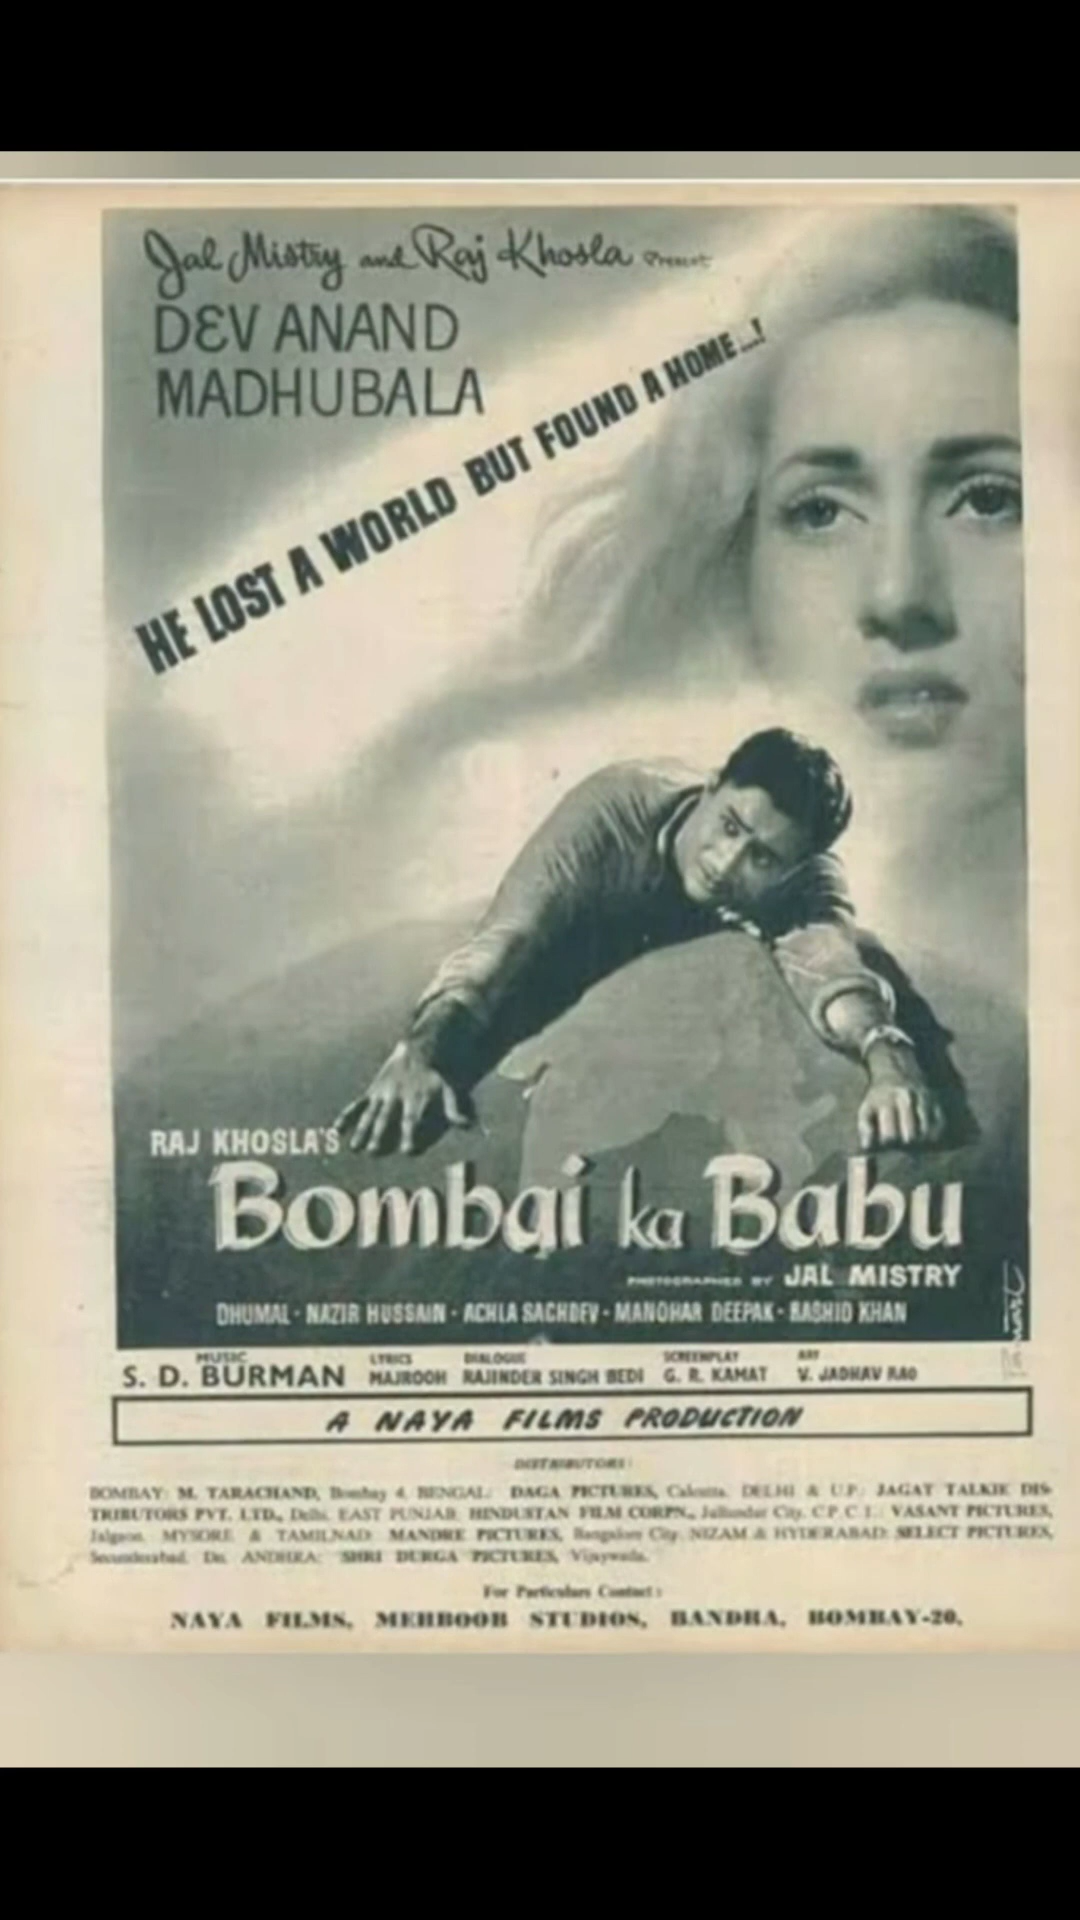 Jal Mistry and Raj Khosla Present
DEV ANAND
MADHUBALA
HE LOST A WORLD BUT FOUND A HOME...!
RAJ KHOSLA'S
Bombai ka Babu
PHOTOGRAPHED BY JAL MISTRY
DHUMAL · NAZIR HUSSAIN · ACHLA SACHDEV · MANOHAR DEEPAK · RASHID KHAN
MUSIC LYRICS DIALOGUE SCREENPLAY ART
S. D. BURMAN MAJROOH RAJINDER SINGH BEDI G. R. KAMAT V. JADHAV RAO
A NAYA FILMS PRODUCTION
DISTRIBUTORS:
BOMBAY: M. TARACHAND, Bombay 4. BENGAL: DAGA PICTURES, Calcutta. DELHI & U.P.: JAGAT TALKIE DIS-
TRIBUTORS PVT. LTD., Delhi. EAST PUNJAB: HINDUSTAN FILM CORPN., Jullundur City. C.P.C.I.: VASANT PICTURES,
Jalgaon. MYSORE & TAMILNAD: MANDRE PICTURES, Bangalore City. NIZAM & HYDERABAD: SELECT PICTURES,
Secunderabad. Do. ANDHRA: SHRI DURGA PICTURES, Vijaywada.
For Particulars Contact:
NAYA FILMS, MEHBOOB STUDIOS, BANDRA, BOMBAY-20.